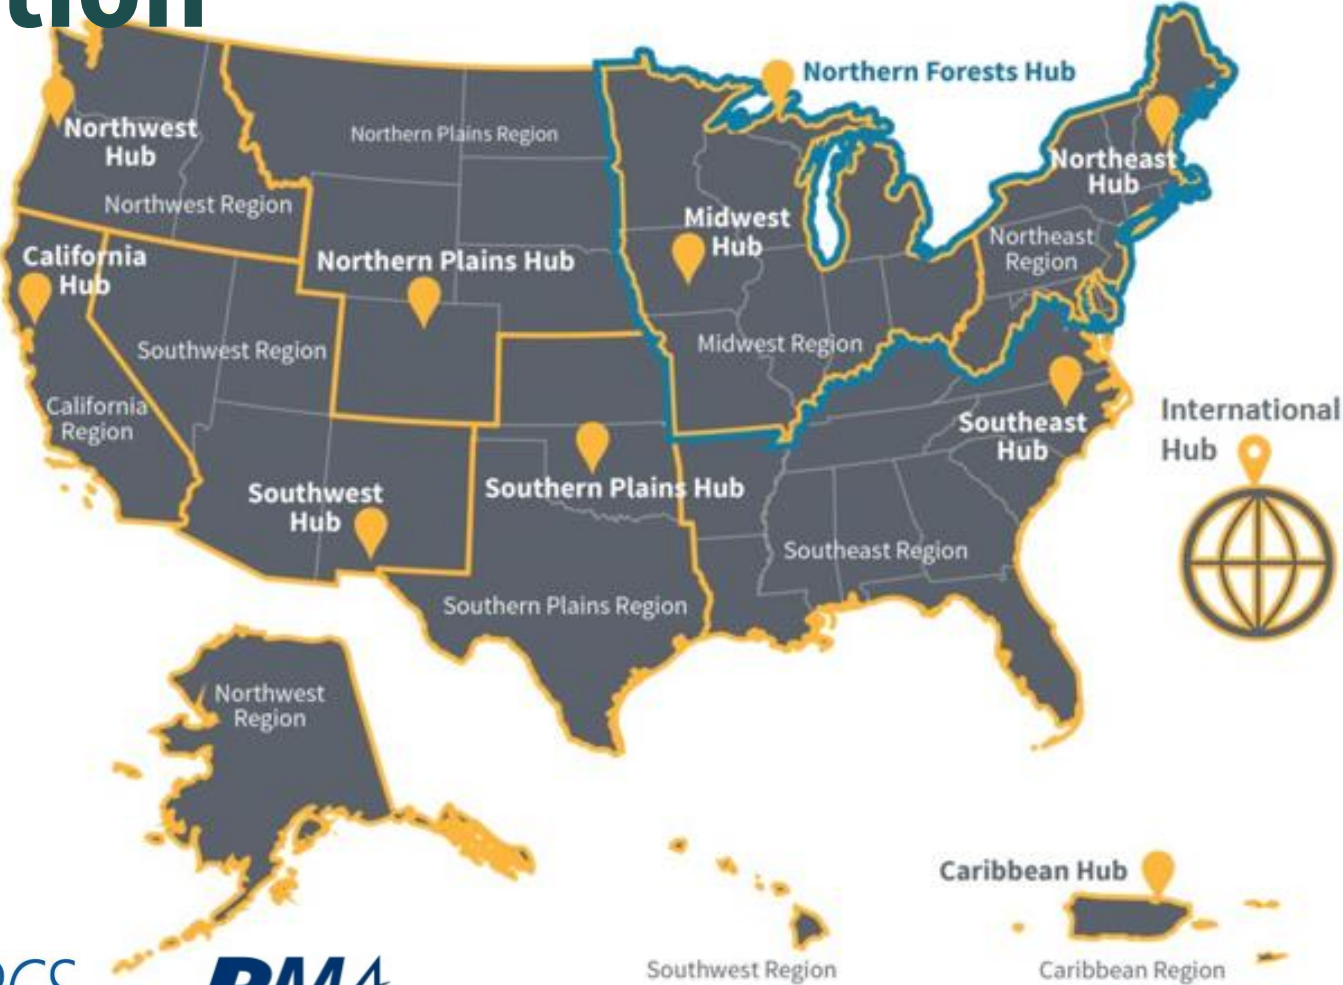 tion
Northern Forests Hub
Northwest
Hub
Northern Plains Region
Northeast
Hub
Northwest Region
Midwest
Hub
Northeast
Region
California
Hub
Northern Plains Hub
Southwest Region
Midwest Region
California
Region
Southeast
Hub
International
Hub
Southwest
Hub
Southern Plains Hub
Southeast Region
Southern Plains Region
Northwest
Region
Caribbean Hub
Southwest Region
Caribbean Region